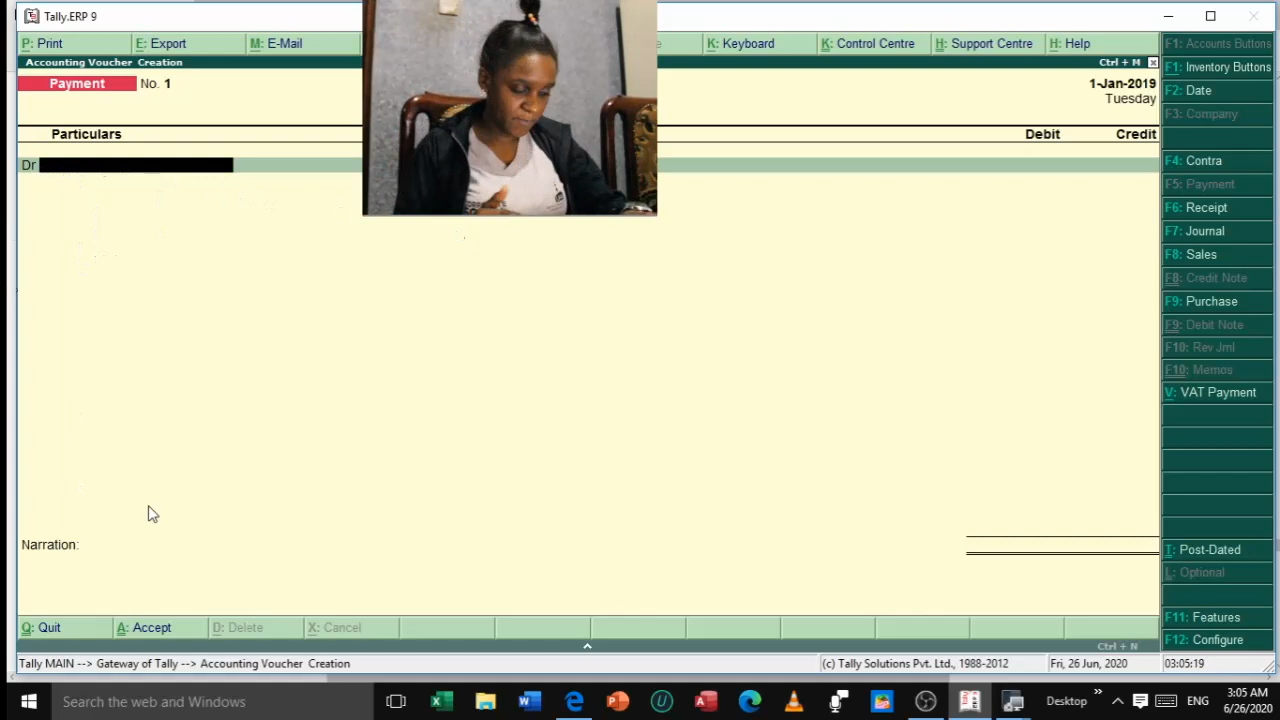 Tally.ERP 9
P: Print E: Export M: E-Mail K: Keyboard K: Control Centre H: Support Centre H: Help
Accounting Voucher Creation Ctrl + M
Payment No. 1 1-Jan-2019
Tuesday
Particulars Debit Credit
Dr
Narration:
F1: Accounts Buttons
F1: Inventory Buttons
F2: Date
F3: Company
F4: Contra
F5: Payment
F6: Receipt
F7: Journal
F8: Sales
F8: Credit Note
F9: Purchase
F9: Debit Note
F10: Rev Jrnl
F10: Memos
V: VAT Payment
T: Post-Dated
L: Optional
F11: Features
F12: Configure
Q: Quit A: Accept D: Delete X: Cancel
Ctrl + N
Tally MAIN --> Gateway of Tally --> Accounting Voucher Creation (c) Tally Solutions Pvt. Ltd., 1988-2012 Fri, 26 Jun, 2020 03:05:19
Search the web and Windows Desktop ENG 3:05 AM
6/26/2020